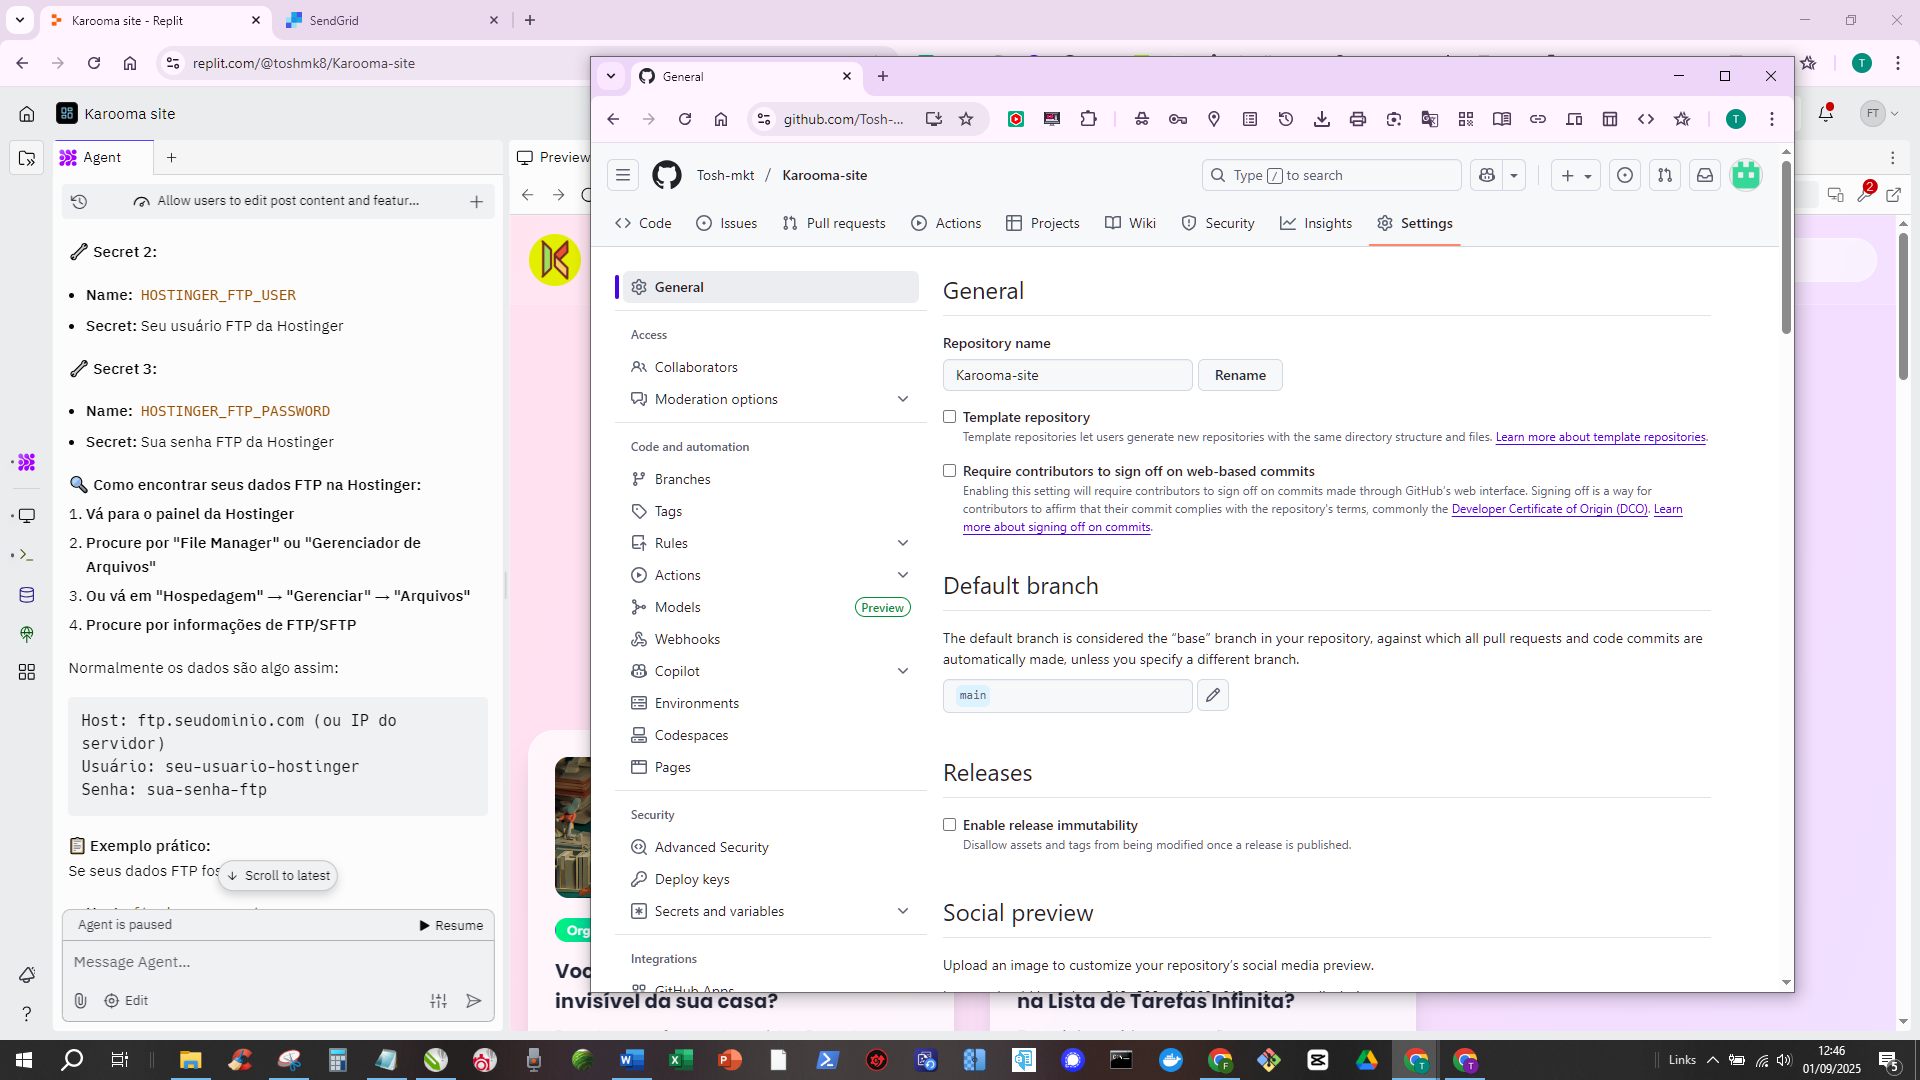 Karooma site - Replit
SendGrid
replit.com/@toshmk8/Karooma-site
T
Karooma site
FT
Agent
Preview
Allow users to edit post content and featur...
2
Secret 2:
Name: HOSTINGER_FTP_USER
Secret: Seu usuário FTP da Hostinger
Secret 3:
Name: HOSTINGER_FTP_PASSWORD
Secret: Sua senha FTP da Hostinger
Como encontrar seus dados FTP na Hostinger:
1. Vá para o painel da Hostinger
2. Procure por "File Manager" ou "Gerenciador de
Arquivos"
3. Ou vá em "Hospedagem" → "Gerenciar" → "Arquivos"
4. Procure por informações de FTP/SFTP
Normalmente os dados são algo assim:
Host: ftp.seudominio.com (ou IP do
servidor)
Usuário: seu-usuario-hostinger
Senha: sua-senha-ftp
Exemplo prático:
Se seus dados FTP fos
Scroll to latest
Agent is paused
Resume
Message Agent...
Edit
General
github.com/Tosh-...
T
Tosh-mkt / Karooma-site
Type / to search
Code
Issues
Pull requests
Actions
Projects
Wiki
Security
Insights
Settings
General
Access
Collaborators
Moderation options
Code and automation
Branches
Tags
Rules
Actions
Models
Preview
Webhooks
Copilot
Environments
Codespaces
Pages
Security
Advanced Security
Deploy keys
Secrets and variables
Integrations
GitHub Apps
General
Repository name
Karooma-site
Rename
Template repository
Template repositories let users generate new repositories with the same directory structure and files. Learn more about template repositories.
Require contributors to sign off on web-based commits
Enabling this setting will require contributors to sign off on commits made through GitHub's web interface. Signing off is a way for
contributors to affirm that their commit complies with the repository's terms, commonly the Developer Certificate of Origin (DCO). Learn
more about signing off on commits.
Default branch
The default branch is considered the “base” branch in your repository, against which all pull requests and code commits are
automatically made, unless you specify a different branch.
main
Releases
Enable release immutability
Disallow assets and tags from being modified once a release is published.
Social preview
Upload an image to customize your repository's social media preview.
Org
Voc
invisível da sua casa?
na Lista de Tarefas Infinita?
Links
12:46
01/09/2025
5